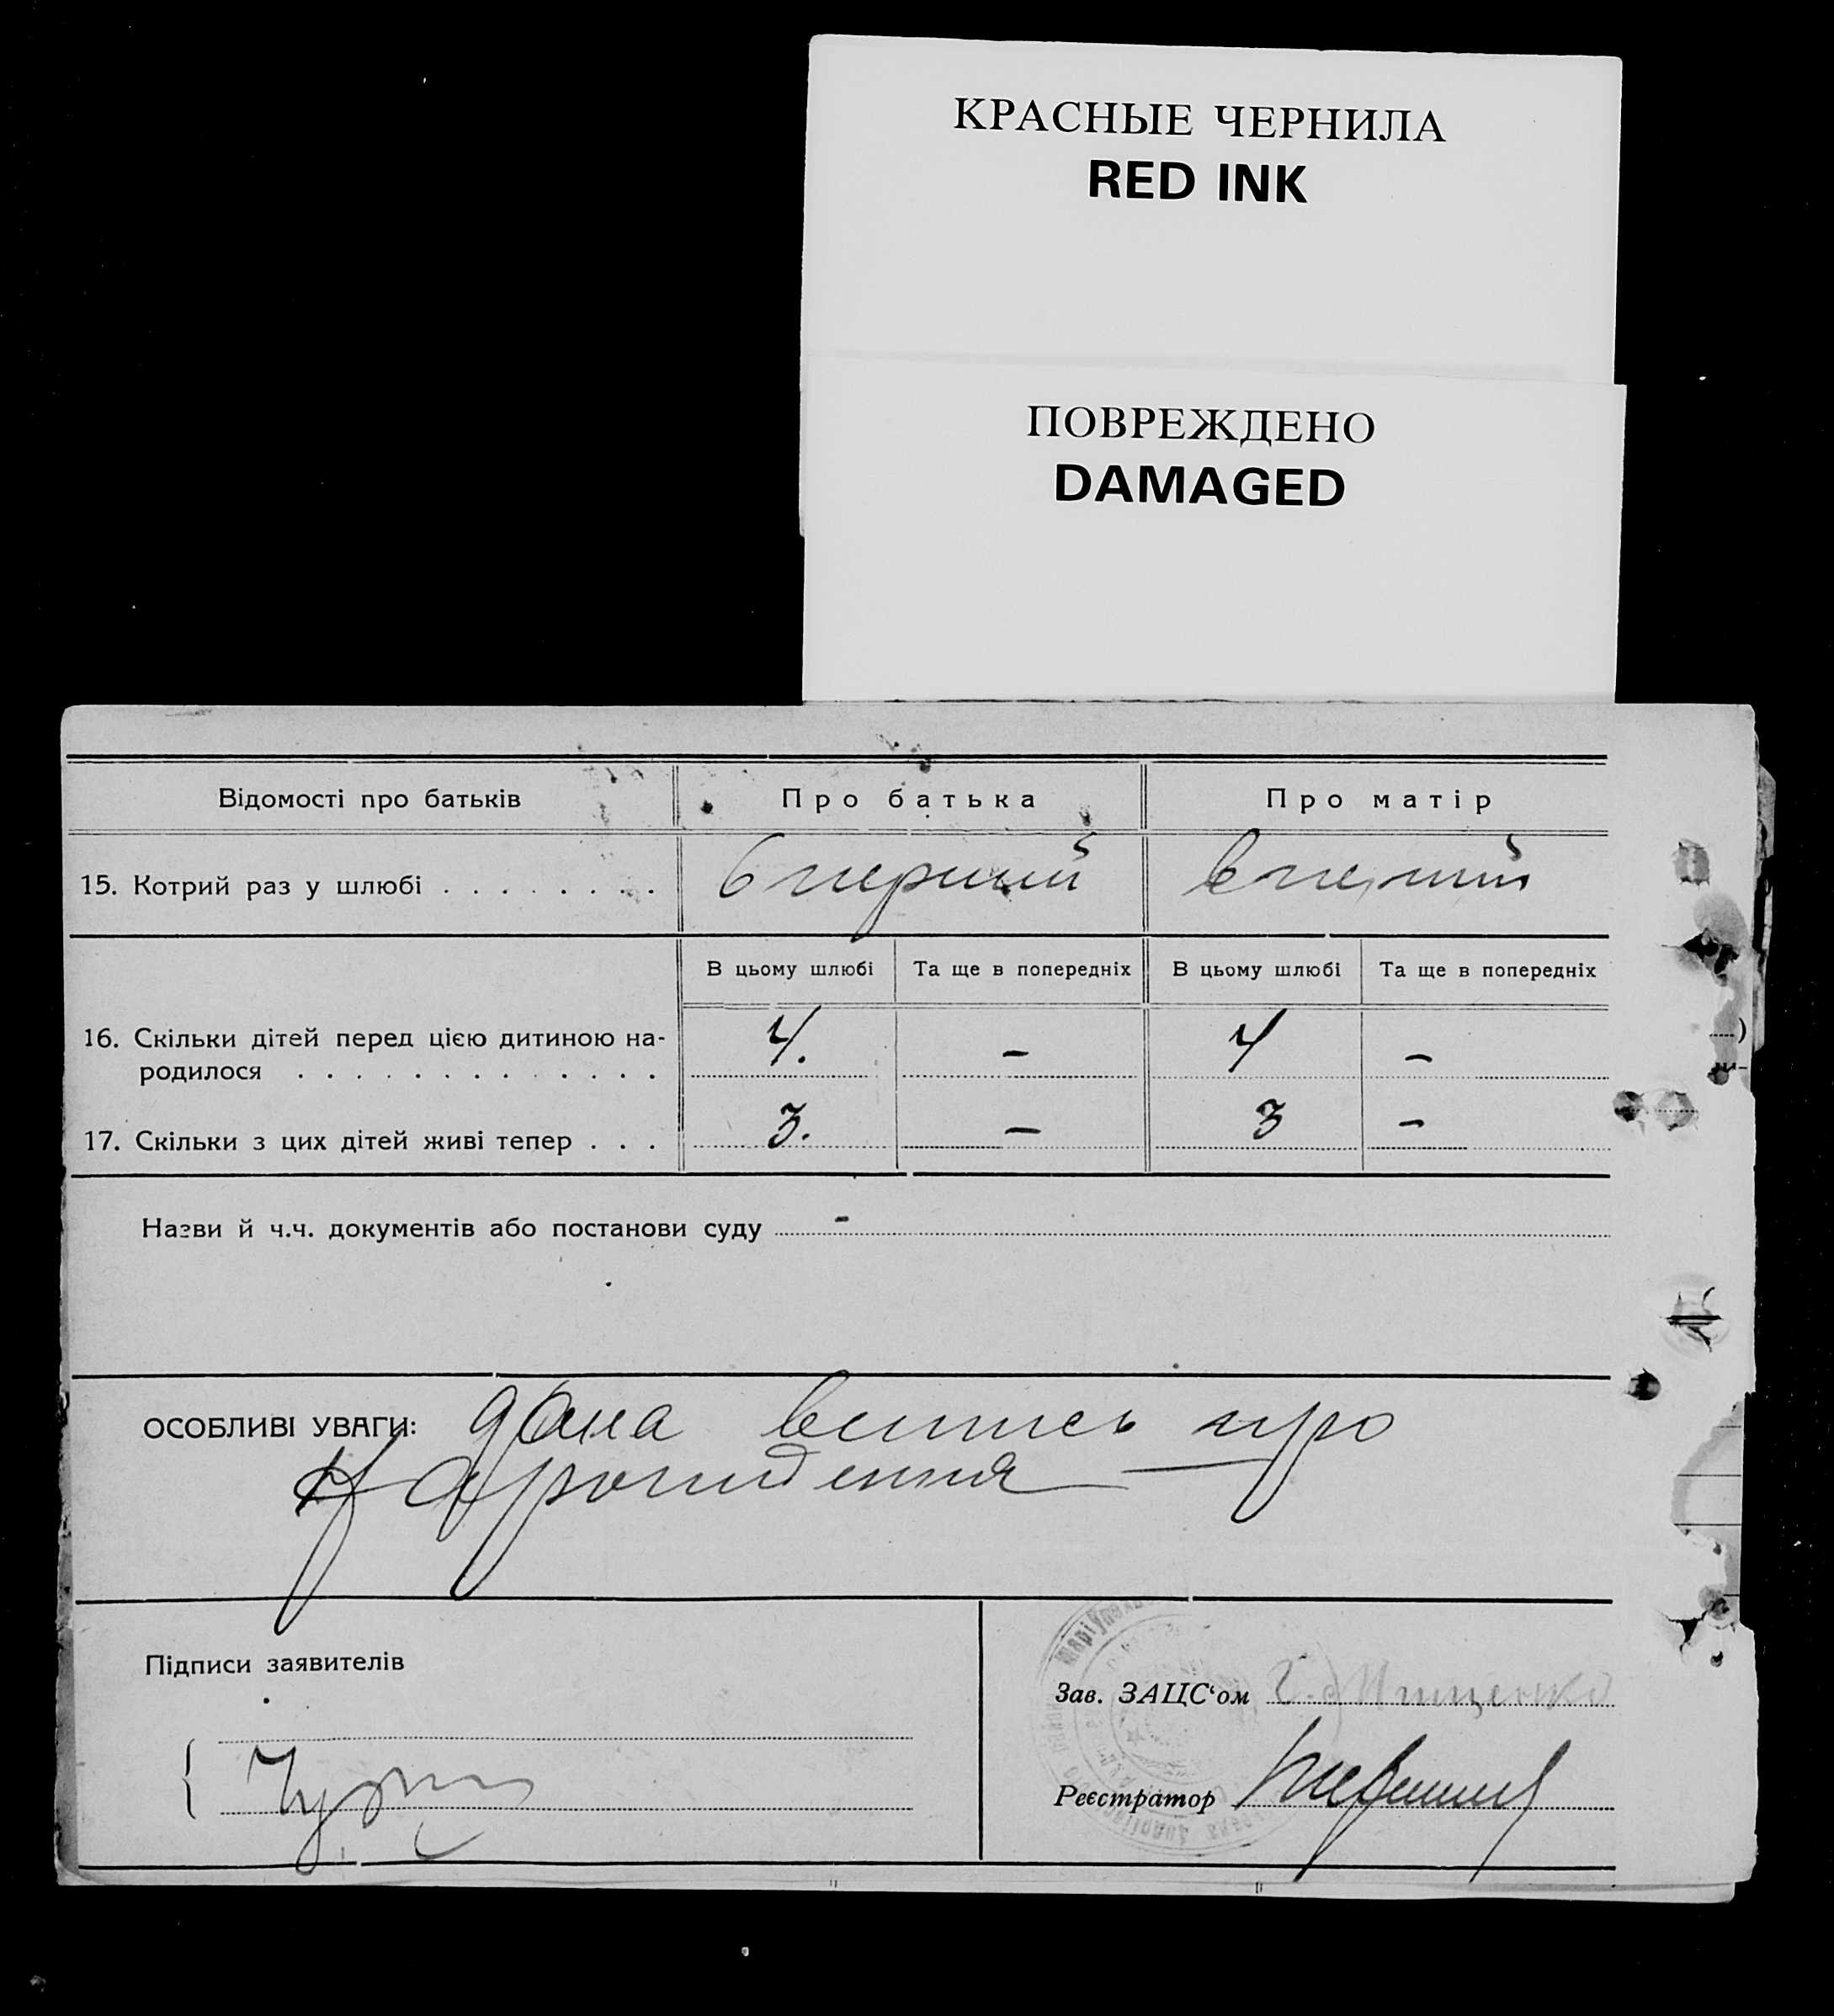 КРАСНЫЕ ЧЕРНИЛА
RED INK
ПОВРЕЖДЕНО
DAMAGED
Відомості про батьків
Про батька
Про матір
15. Котрий раз у шлюбі . . . . . . . .
вперший
вперший
В цьому шлюбі
Та ще в попередніх
В цьому шлюбі
Та ще в попередніх
16. Скільки дітей перед цією дитиною на-
родилося . . . . . . . . . . . . .
4.
–
4
–
17. Скільки з цих дітей живі тепер . . .
3.
–
3
–
Назви й ч.ч. документів або постанови суду –
ОСОБЛИВІ УВАГИ: дана випись про
народження —
Підписи заявителів
Зав. ЗАЦС‘ом
Реєстратор